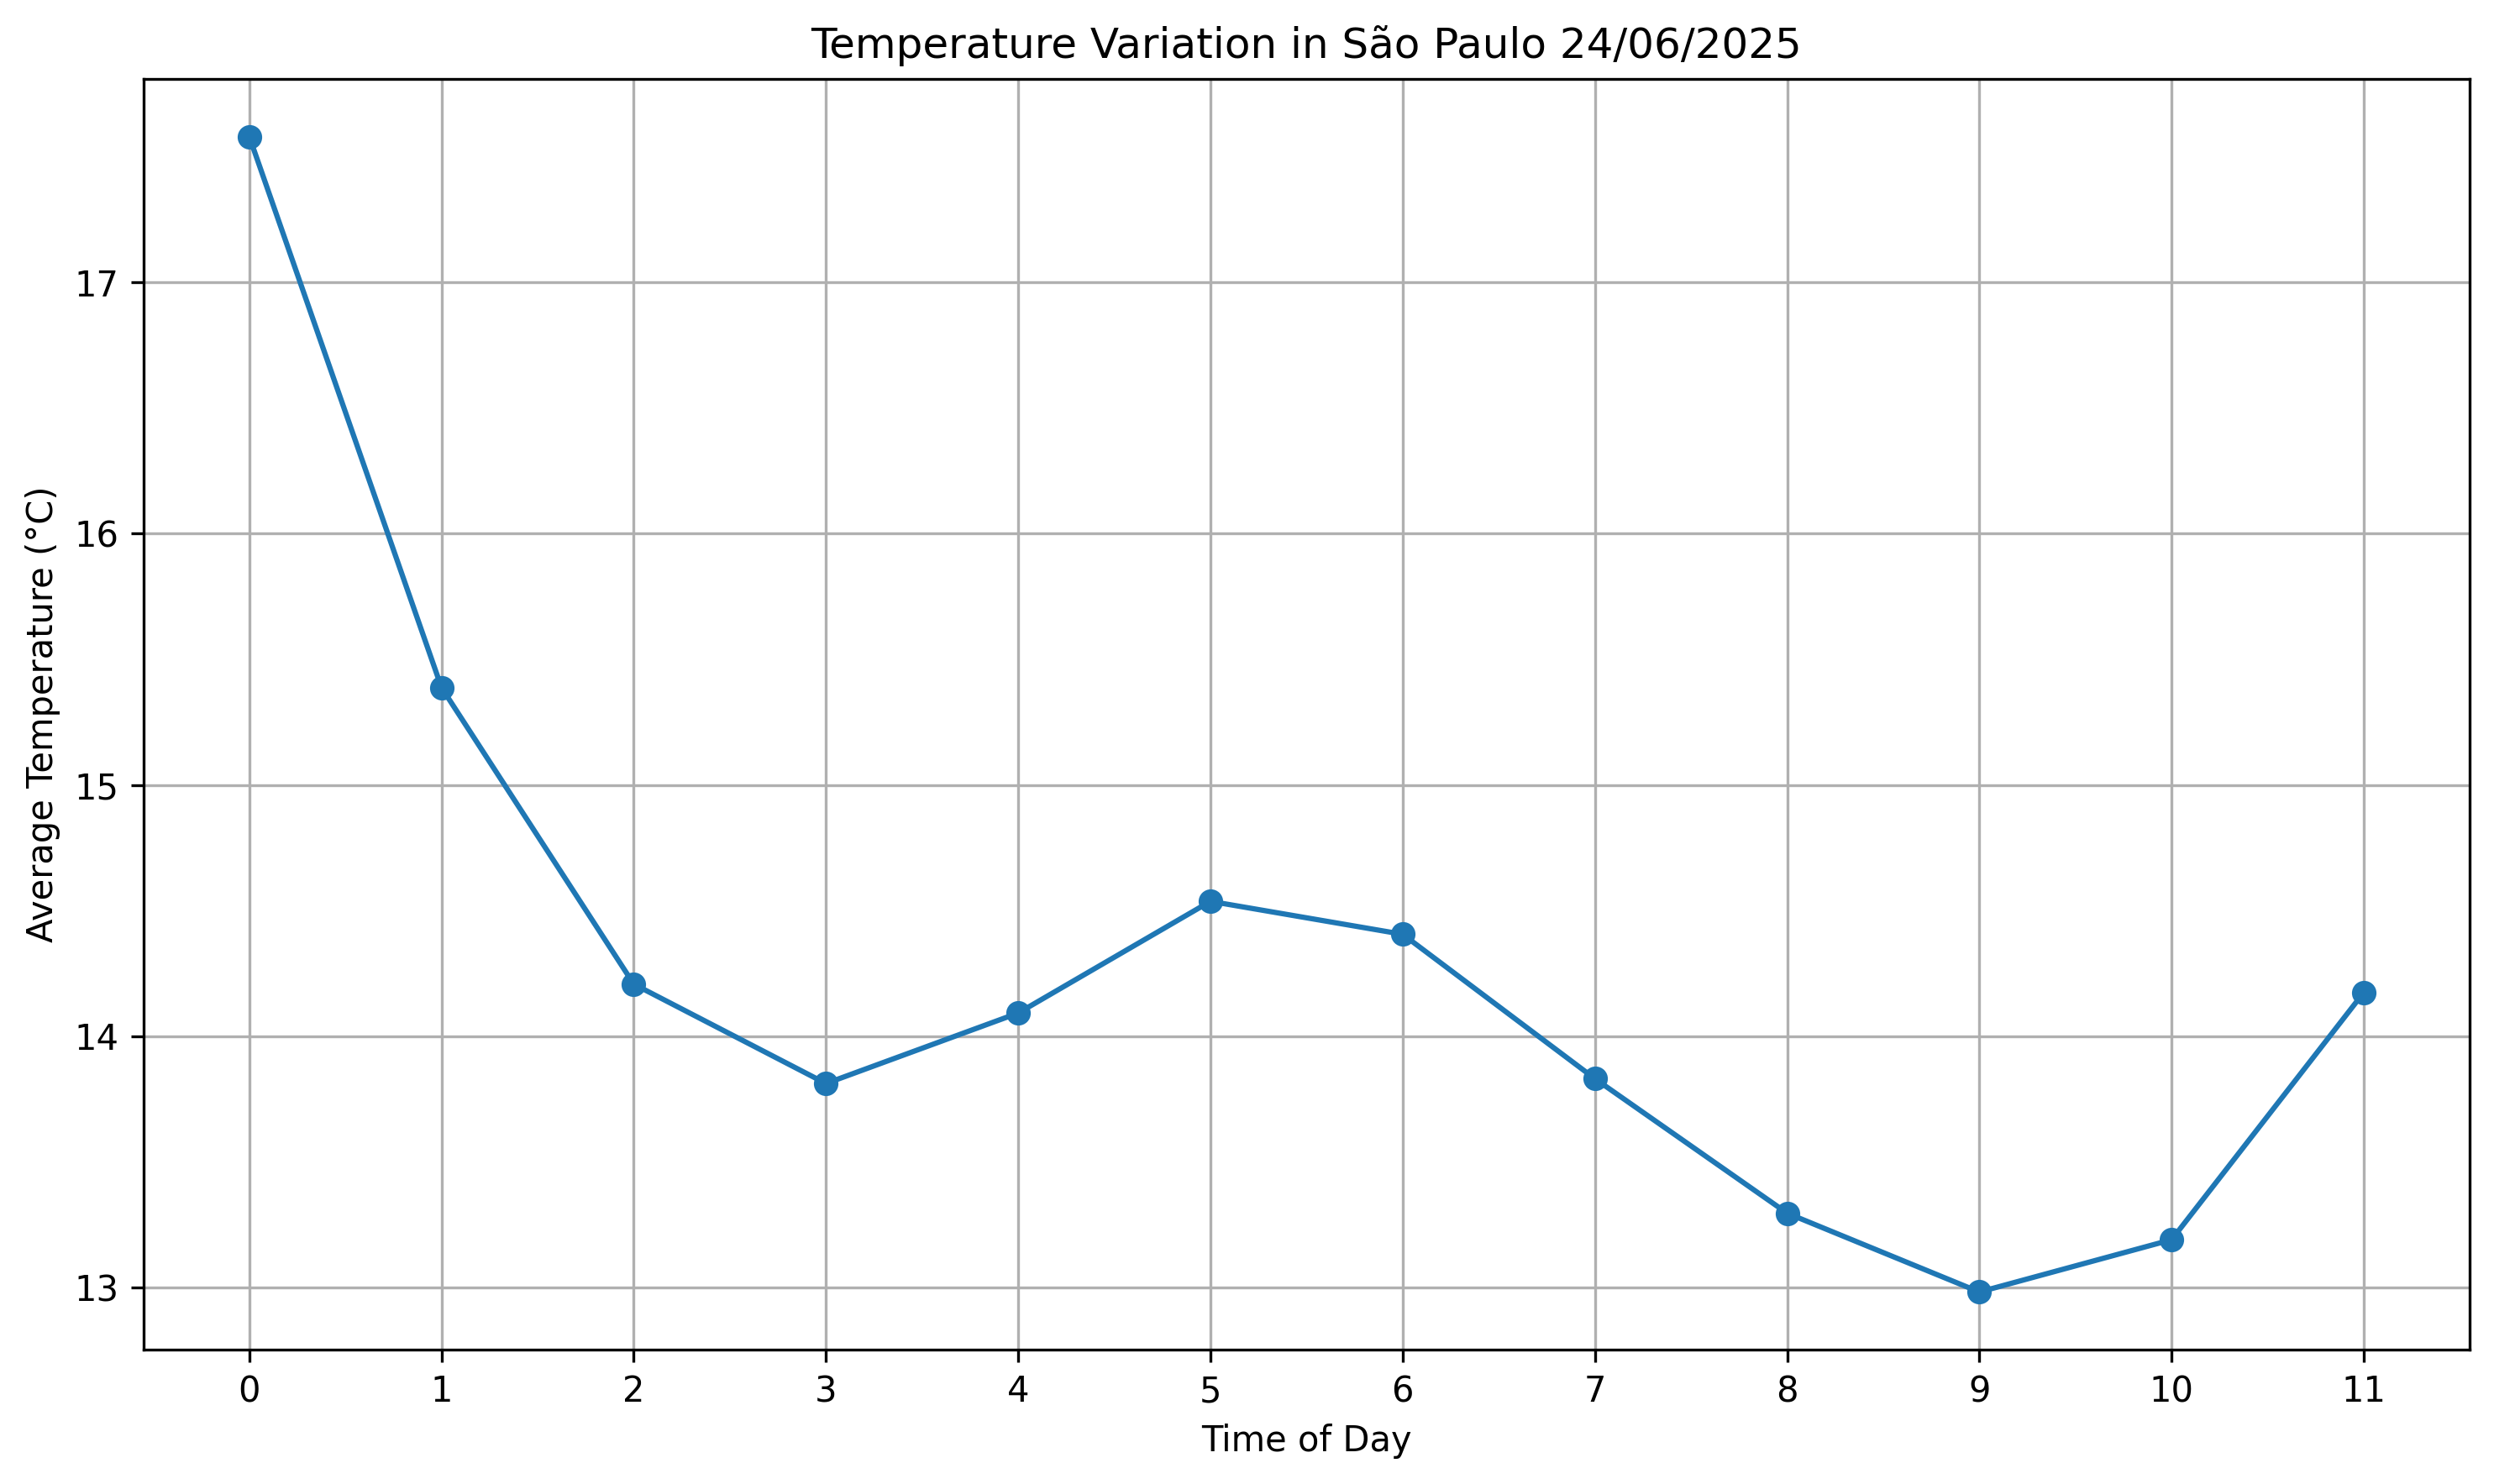 Temperature Variation in São Paulo 24/06/2025
Average Temperature (°C)
17
16
15
14
13
0 1 2 3 4 5 6 7 8 9 10 11
Time of Day